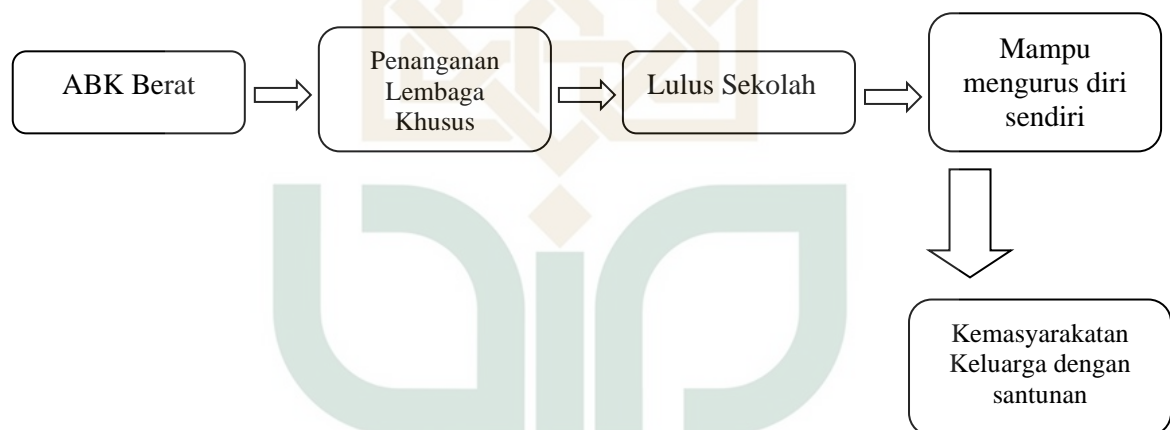 ABK Berat
Penanganan
Lembaga
Khusus
Lulus Sekolah
Mampu
mengurus diri
sendiri
Kemasyarakatan
Keluarga dengan
santunan